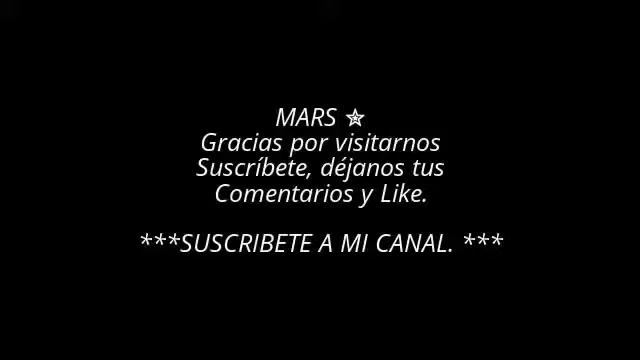 MARS ✯
Gracias por visitarnos
Suscríbete, déjanos tus
Comentarios y Like.
***SUSCRIBETE A MI CANAL. ***